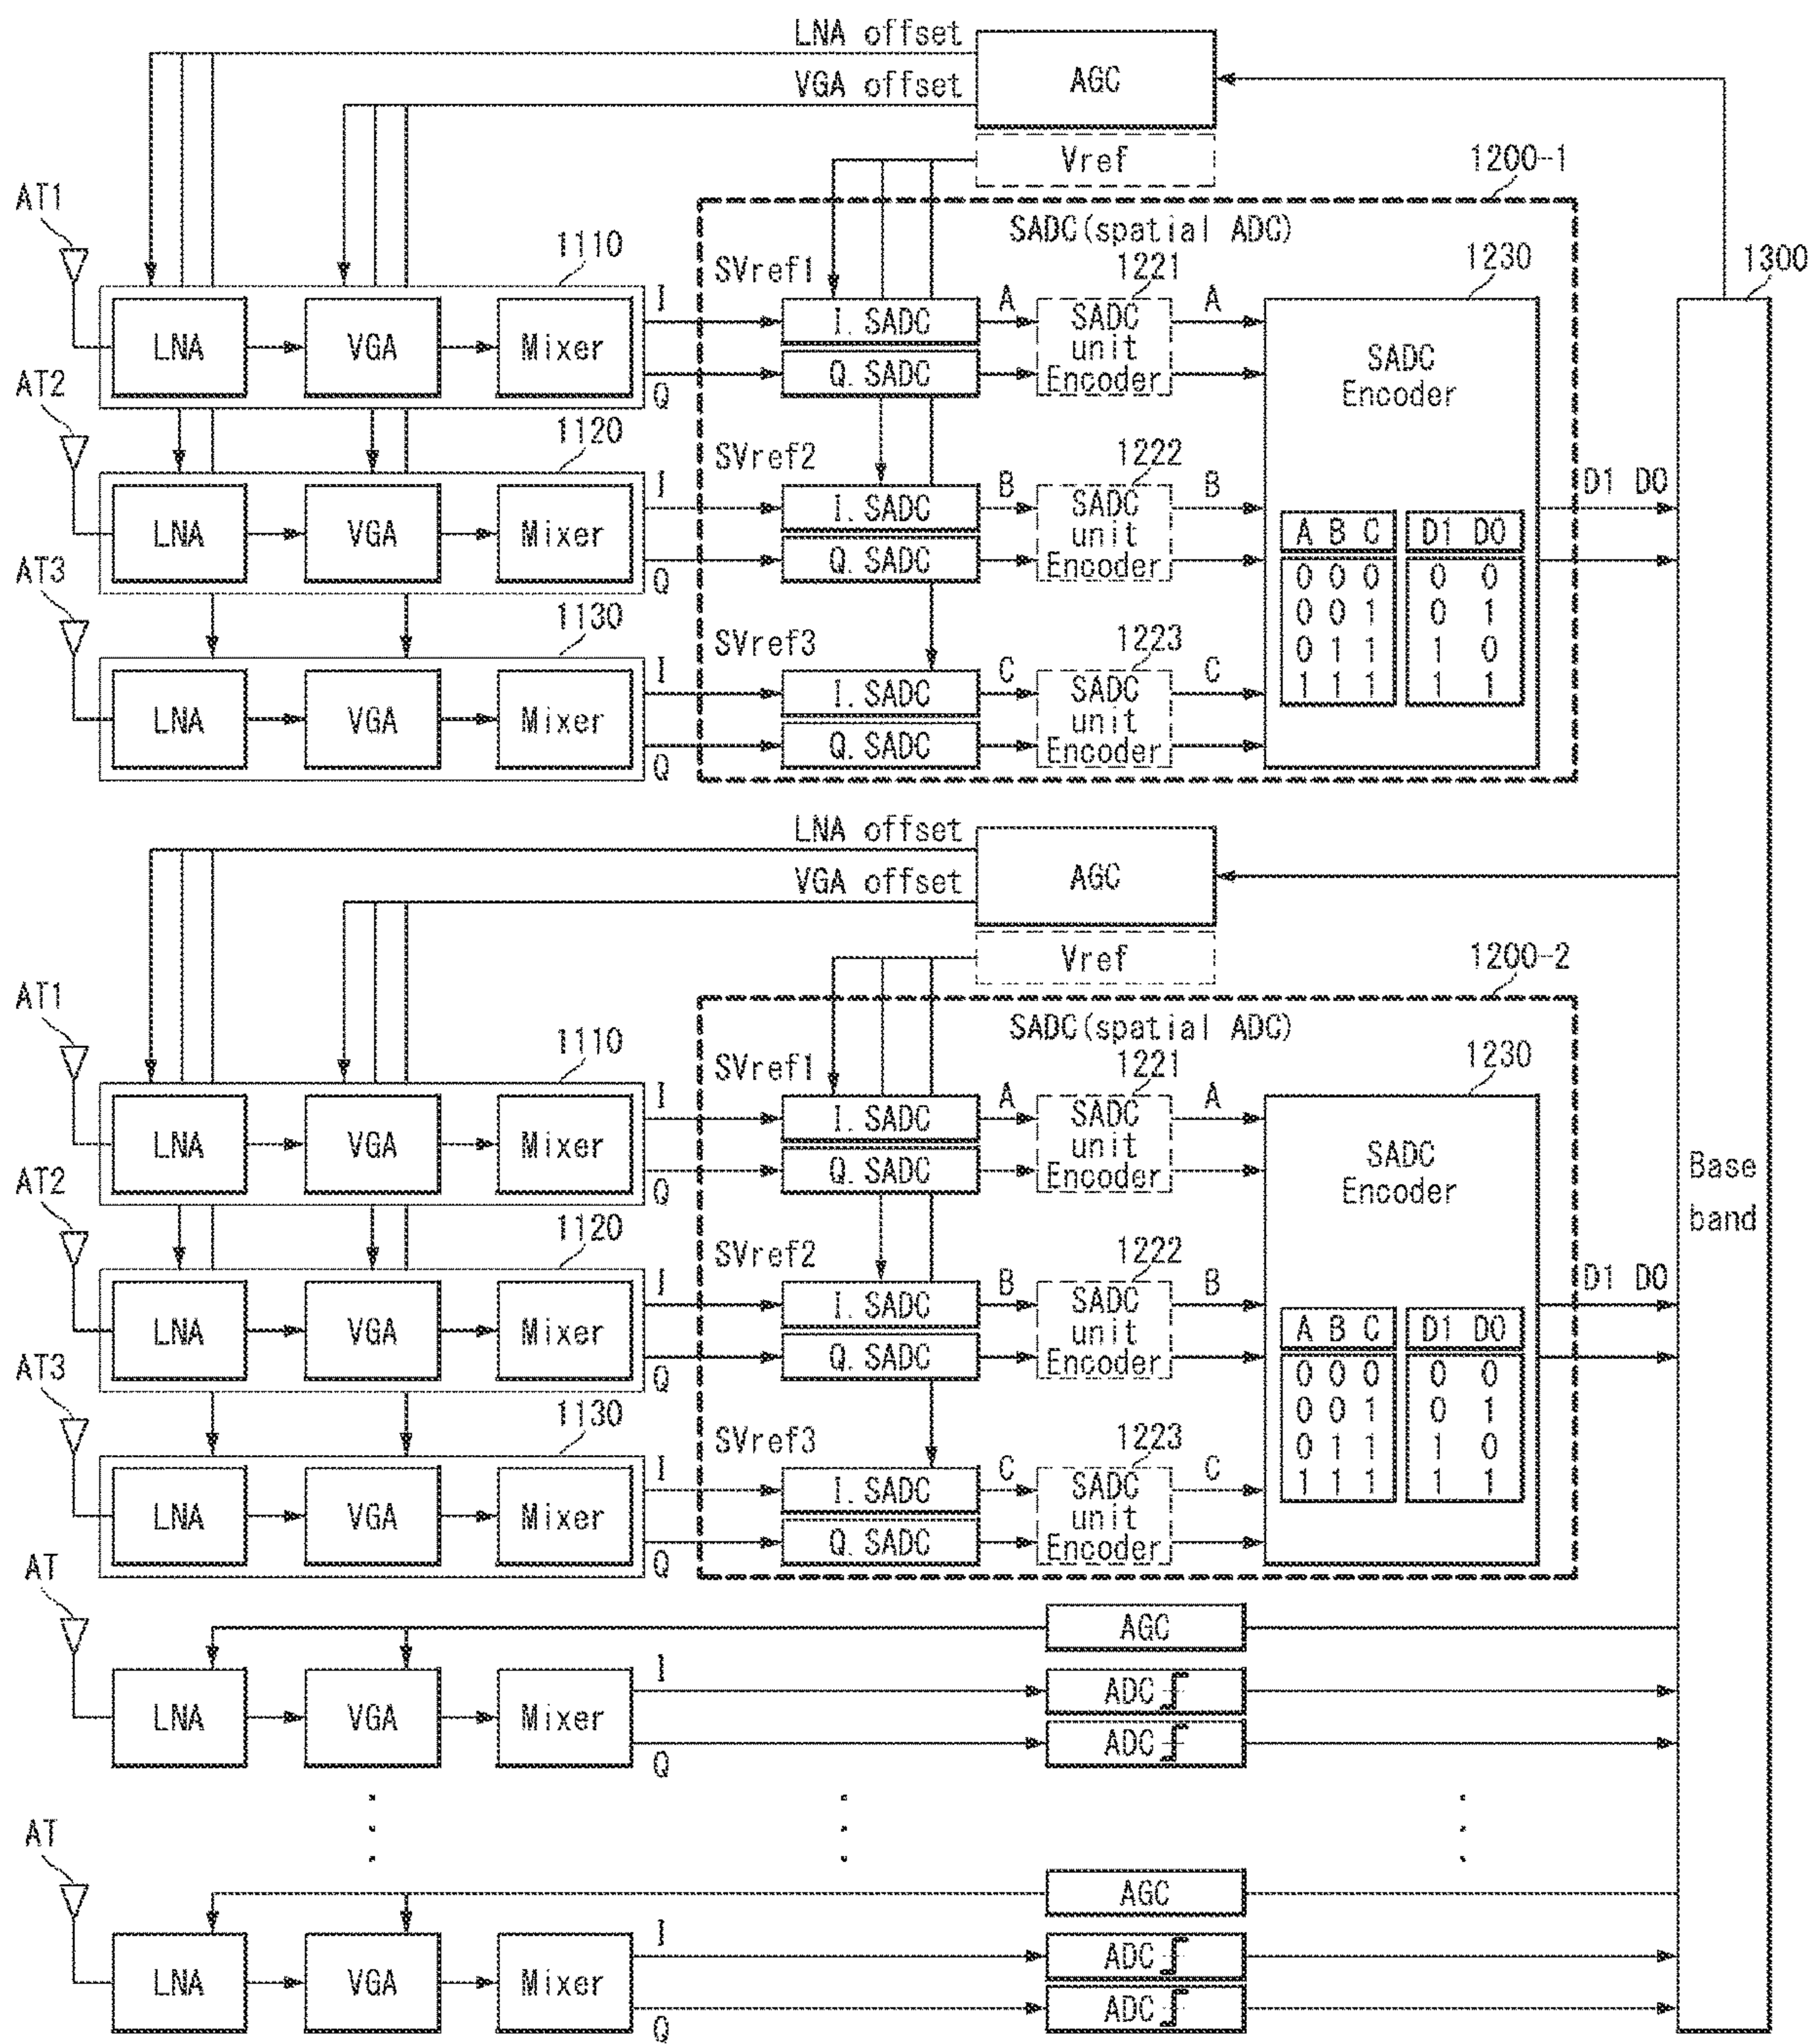 LNA offset
VGA offset
AGC
Vref
1200-1
AT1
SADC(spatial ADC)
1110
SVref1
1221
1230
1300
LNA
VGA
Mixer
I
Q
I.SADC
Q.SADC
A
SADC
unit
Encoder
A
SADC
Encoder
AT2
1120
SVref2
1222
LNA
VGA
Mixer
I
Q
I.SADC
Q.SADC
B
SADC
unit
Encoder
B
D1 D0
A B C D1 D0
0 0 0 0 0
0 0 1 0 1
0 1 1 1 0
1 1 1 1 1
AT3
1130
SVref3
1223
LNA
VGA
Mixer
I
Q
I.SADC
Q.SADC
C
SADC
unit
Encoder
C
LNA offset
VGA offset
AGC
Vref
1200-2
AT1
SADC(spatial ADC)
1110
SVref1
1221
1230
LNA
VGA
Mixer
I
Q
I.SADC
Q.SADC
A
SADC
unit
Encoder
A
SADC
Encoder
Base
band
AT2
1120
SVref2
1222
LNA
VGA
Mixer
I
Q
I.SADC
Q.SADC
B
SADC
unit
Encoder
B
D1 D0
A B C D1 D0
0 0 0 0 0
0 0 1 0 1
0 1 1 1 0
1 1 1 1 1
AT3
1130
SVref3
1223
LNA
VGA
Mixer
I
Q
I.SADC
Q.SADC
C
SADC
unit
Encoder
C
AT
AGC
LNA
VGA
Mixer
I
Q
ADC
ADC
AT
AGC
LNA
VGA
Mixer
I
Q
ADC
ADC